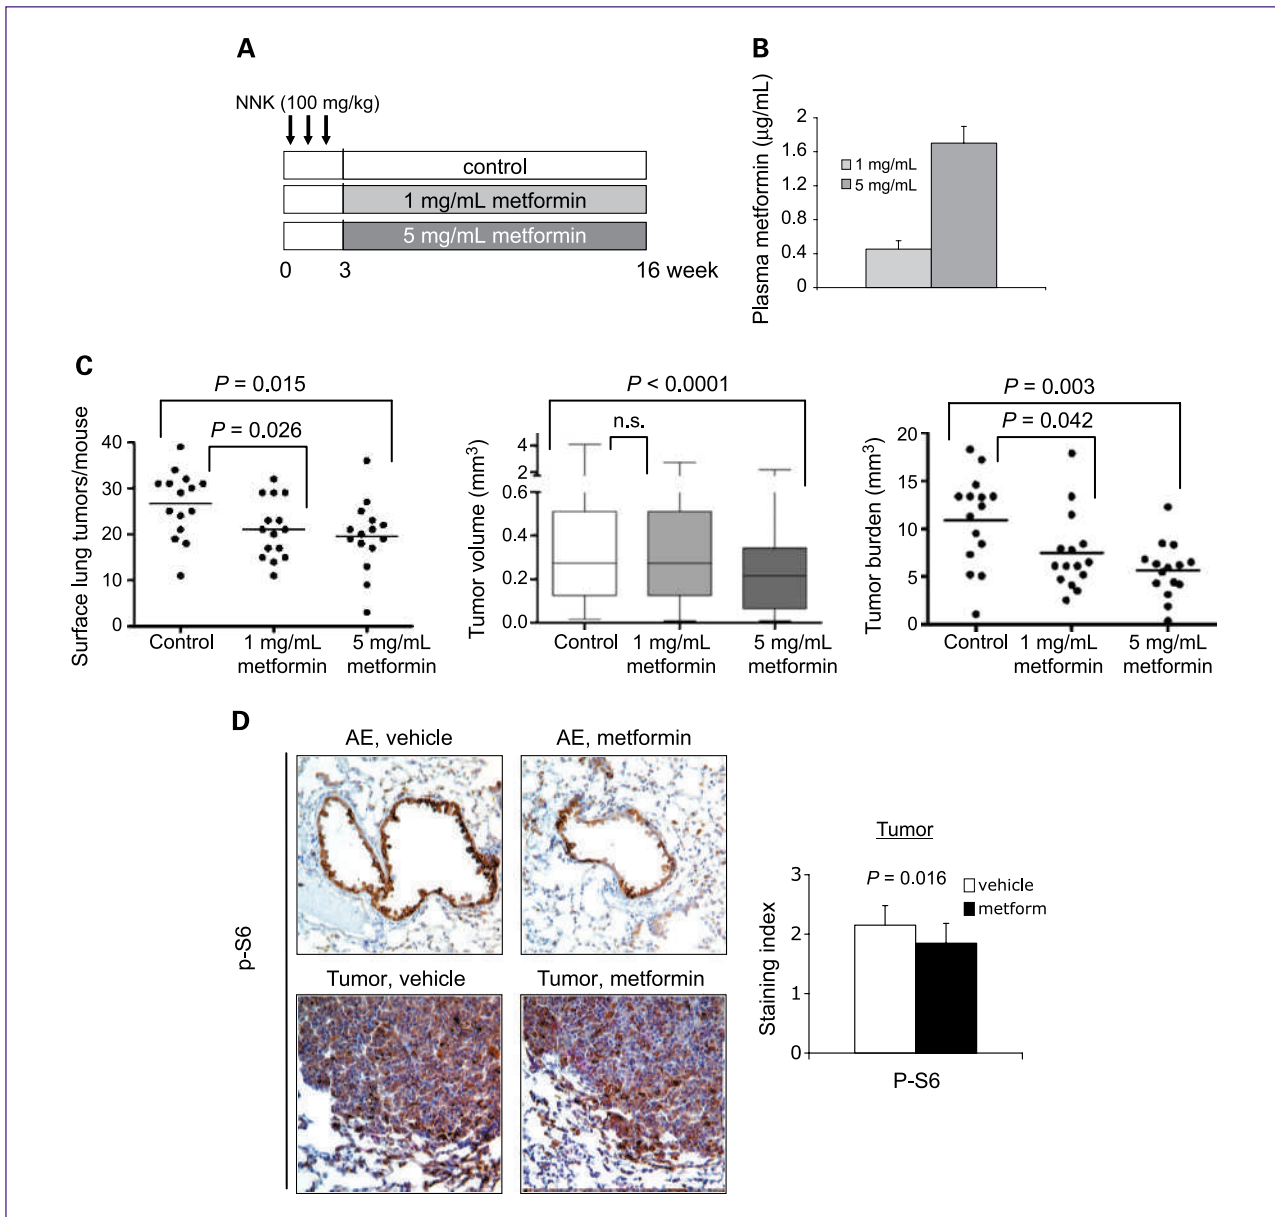 A
NNK (100 mg/kg)
control
1 mg/mL metformin
5 mg/mL metformin
0 3 16 week
B
Plasma metformin (µg/mL)
2
1.6
1.2
0.8
0.4
0
1 mg/mL
5 mg/mL
C
Surface lung tumors/mouse
P = 0.015
P = 0.026
40
30
20
10
0
Control
1 mg/mL
metformin
5 mg/mL
metformin
Tumor volume (mm³)
P < 0.0001
n.s.
4
2
0.6
0.4
0.2
0.0
Control
1 mg/mL
metformin
5 mg/mL
metformin
Tumor burden (mm³)
P = 0.003
P = 0.042
20
15
10
5
0
Control
1 mg/mL
metformin
5 mg/mL
metformin
D
p-S6
AE, vehicle
AE, metformin
Tumor, vehicle
Tumor, metformin
Tumor
Staining index
3
2
1
0
P = 0.016
vehicle
metform
P-S6